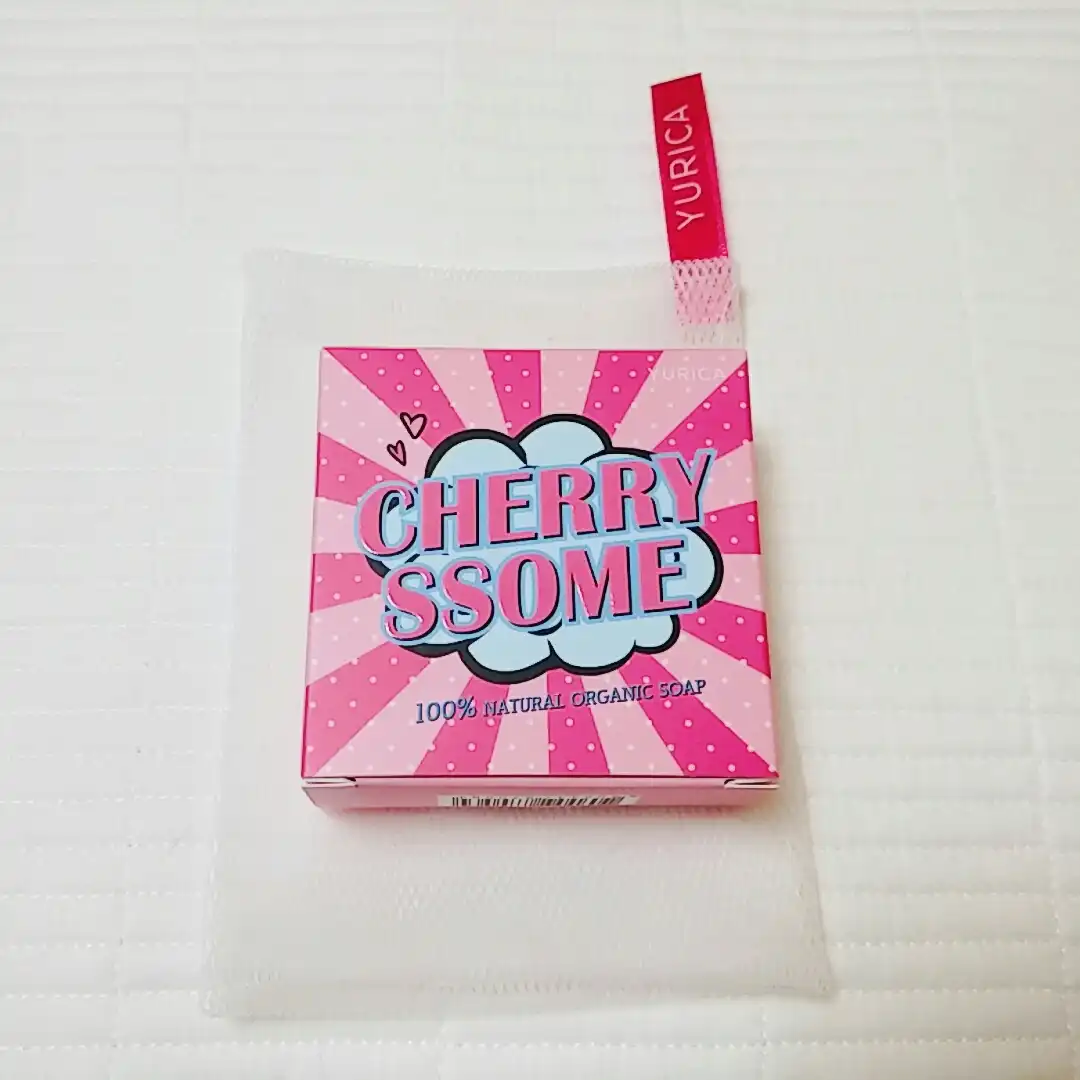 YURICA
YURICA
CHERRY
SSOME
100% NATURAL ORGANIC SOAP